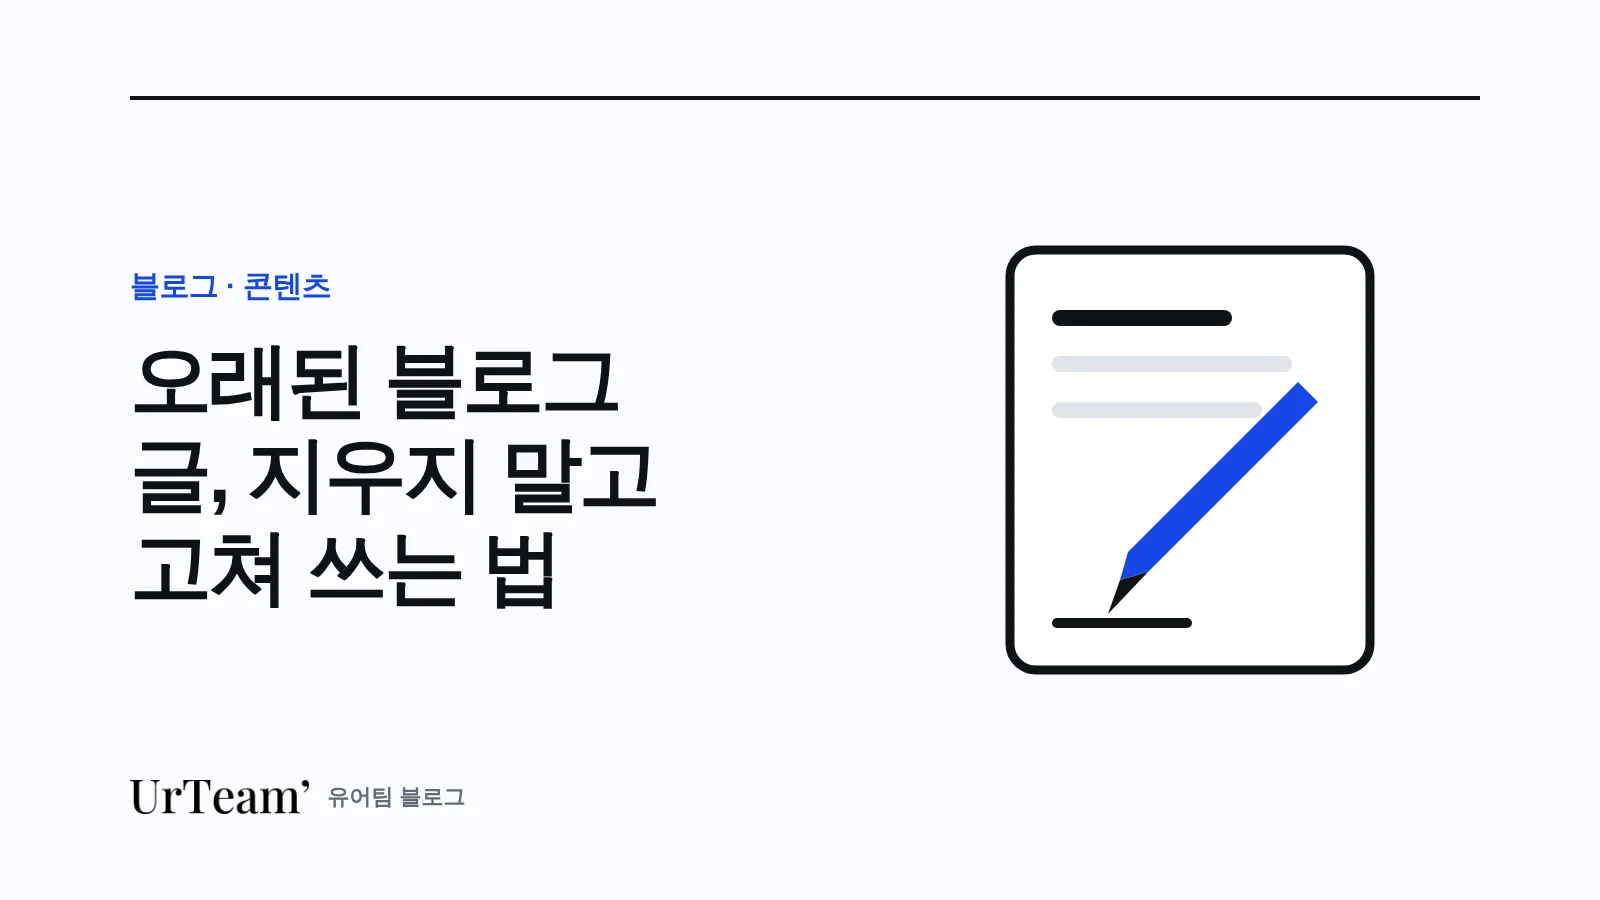 블로그 · 콘텐츠
오래된 블로그
글, 지우지 말고
고쳐 쓰는 법
UrTeam’ 유어팀 블로그